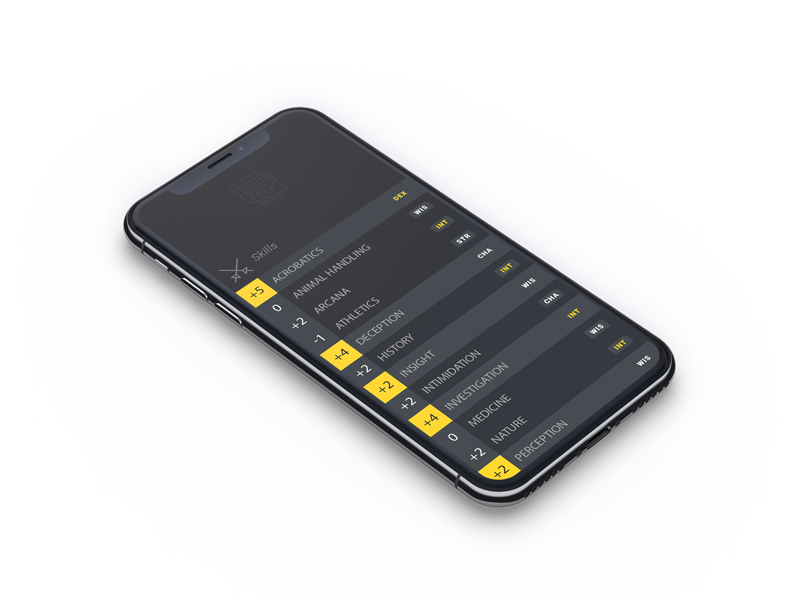 Skills
+5 ACROBATICS DEX
0 ANIMAL HANDLING WIS
+2 ARCANA INT
-1 ATHLETICS STR
+4 DECEPTION CHA
+2 HISTORY INT
+2 INSIGHT WIS
+2 INTIMIDATION CHA
+4 INVESTIGATION INT
0 MEDICINE WIS
+2 NATURE INT
+2 PERCEPTION WIS